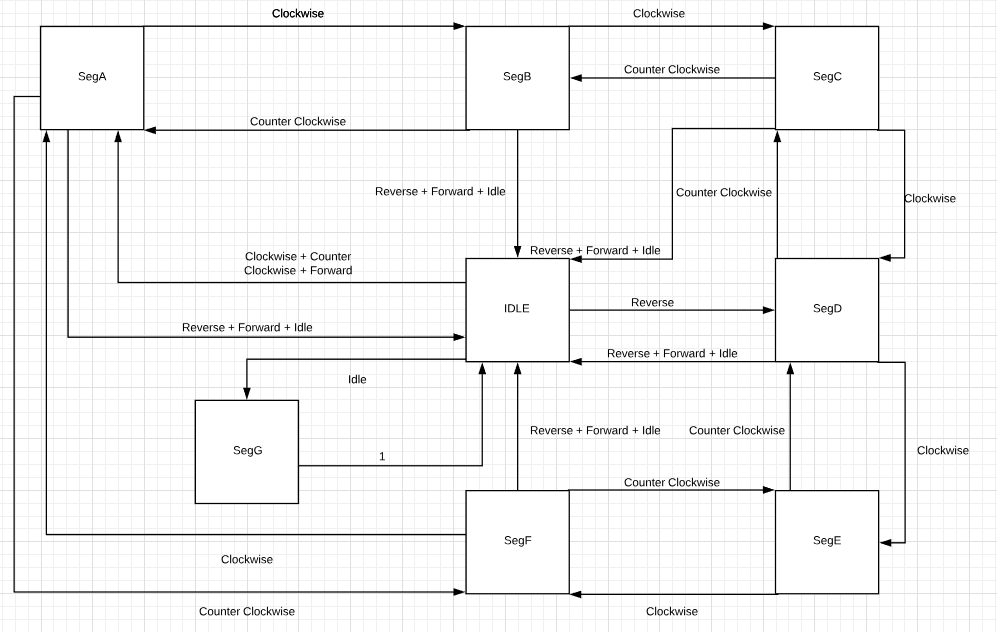 Clockwise
Clockwise
SegA
SegB
Counter Clockwise
SegC
Counter Clockwise
Reverse + Forward + Idle
Counter Clockwise
Clockwise
Clockwise + Counter
Clockwise + Forward
Reverse + Forward + Idle
IDLE
Reverse
SegD
Reverse + Forward + Idle
Reverse + Forward + Idle
Idle
SegG
1
Reverse + Forward + Idle
Counter Clockwise
Clockwise
Counter Clockwise
SegF
SegE
Clockwise
Counter Clockwise
Clockwise